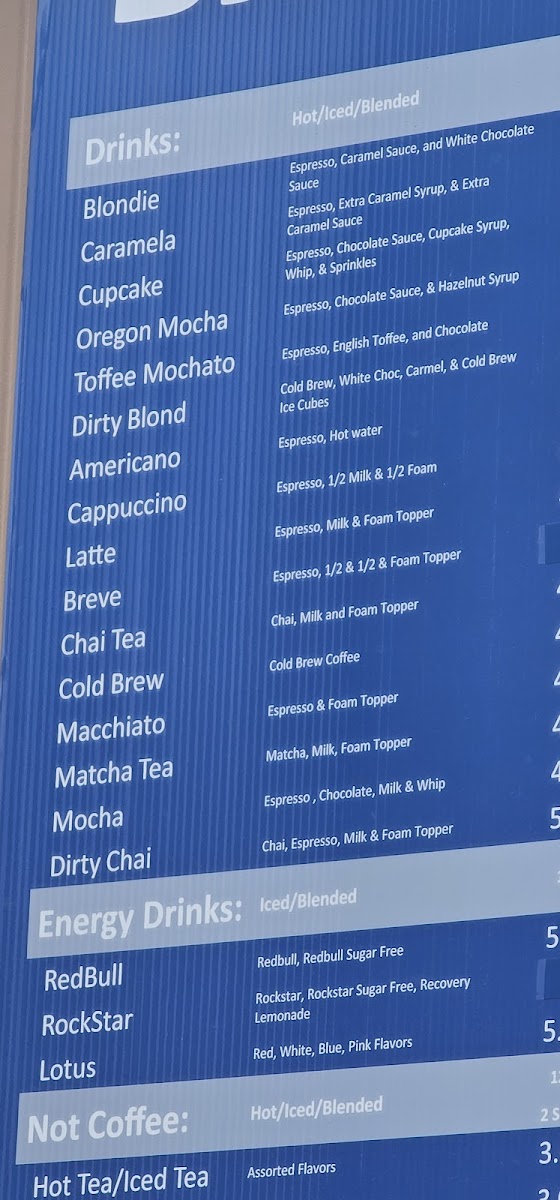 Drinks: Hot/Iced/Blended
Blondie Espresso, Caramel Sauce, and White Chocolate
Sauce
Caramela Espresso, Extra Caramel Syrup, & Extra
Caramel Sauce
Cupcake Espresso, Chocolate Sauce, Cupcake Syrup,
Whip, & Sprinkles
Oregon Mocha Espresso, Chocolate Sauce, & Hazelnut Syrup
Toffee Mochato Espresso, English Toffee, and Chocolate
Dirty Blond Cold Brew, White Choc, Carmel, & Cold Brew
Ice Cubes
Americano Espresso, Hot water
Cappuccino Espresso, 1/2 Milk & 1/2 Foam
Latte Espresso, Milk & Foam Topper
Breve Espresso, 1/2 & 1/2 & Foam Topper
Chai Tea Chai, Milk and Foam Topper
Cold Brew Cold Brew Coffee
Macchiato Espresso & Foam Topper
Matcha Tea Matcha, Milk, Foam Topper
Mocha Espresso , Chocolate, Milk & Whip
Dirty Chai Chai, Espresso, Milk & Foam Topper
Energy Drinks: Iced/Blended
RedBull Redbull, Redbull Sugar Free
RockStar Rockstar, Rockstar Sugar Free, Recovery
Lemonade
Lotus Red, White, Blue, Pink Flavors
Not Coffee: Hot/Iced/Blended
Hot Tea/Iced Tea Assorted Flavors